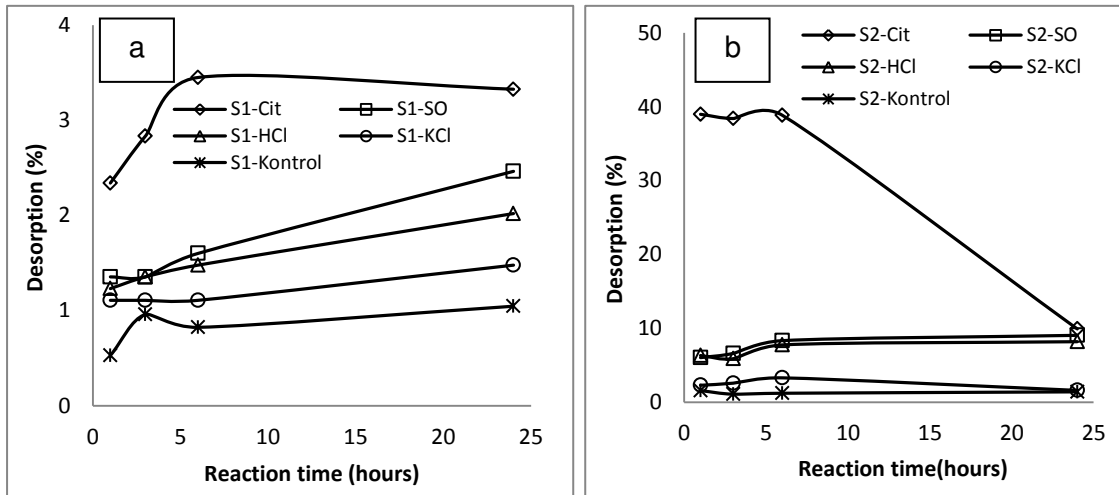 a
4
3
2
1
0
Desorption (%)
S1-Cit
S1-SO
S1-HCl
S1-KCl
S1-Kontrol
0 5 10 15 20 25
Reaction time (hours)
b
50
40
30
20
10
0
Desorption (%)
S2-Cit
S2-SO
S2-HCl
S2-KCl
S2-Kontrol
0 5 10 15 20 25
Reaction time(hours)